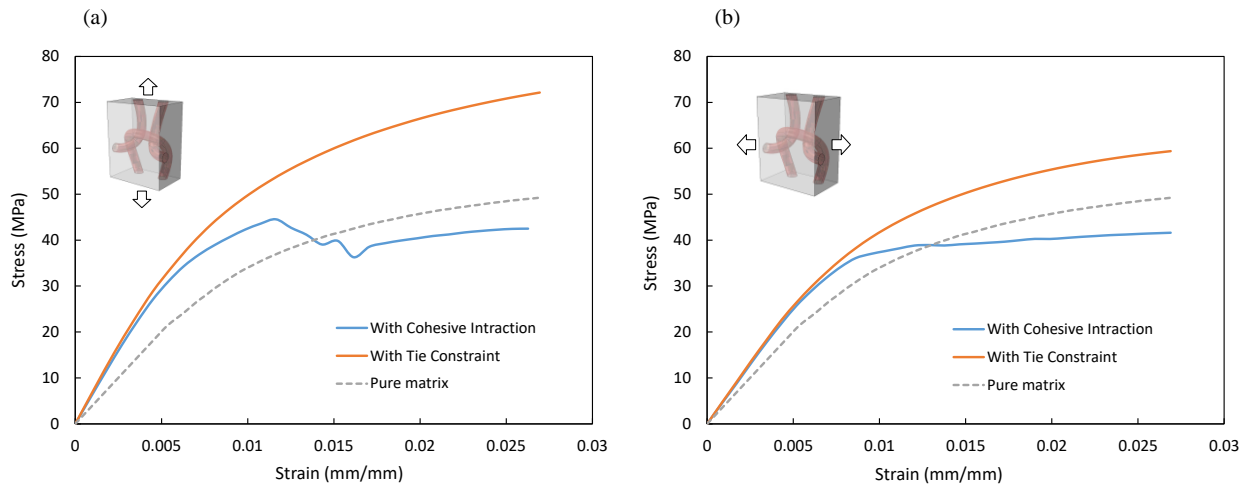 (a)
80
70
60
50
40
30
20
10
0
Stress (MPa)
With Cohesive Intraction
With Tie Constraint
Pure matrix
0
0.005
0.01
0.015
0.02
0.025
0.03
Strain (mm/mm)
(b)
80
70
60
50
40
30
20
10
0
Stress (MPa)
With Cohesive Intraction
With Tie Constraint
Pure matrix
0
0.005
0.01
0.015
0.02
0.025
0.03
Strain (mm/mm)